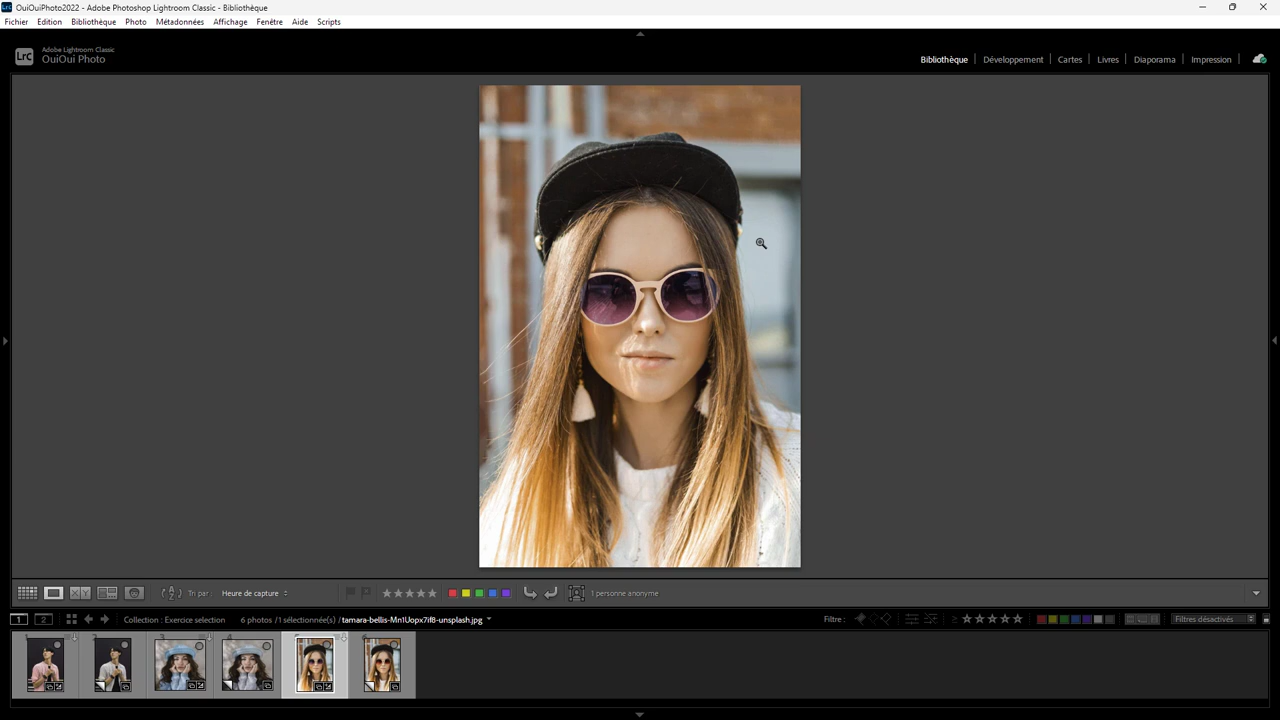 OuiOuiPhoto2022 - Adobe Photoshop Lightroom Classic - Bibliothèque
Fichier Edition Bibliothèque Photo Métadonnées Affichage Fenêtre Aide Scripts
Lrc
Adobe Lightroom Classic
OuiOui Photo
Bibliothèque Développement Cartes Livres Diaporama Impression
Tri par : Heure de capture
1 personne anonyme
1 2 Collection : Exercice selection 6 photos /1 sélectionnée(s) /tamara-bellis-Mn1Uopx7if8-unsplash.jpg
Filtre : Filtres désactivés